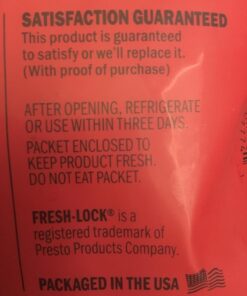 SATISFACTION GUARANTEED
This product is guaranteed
to satisfy or we'll replace it.
(With proof of purchase)
AFTER OPENING, REFRIGERATE
OR USE WITHIN THREE DAYS.
PACKET ENCLOSED TO
KEEP PRODUCT FRESH.
DO NOT EAT PACKET.
FRESH-LOCK® is a
registered trademark of
Presto Products Company.
PACKAGED IN THE USA